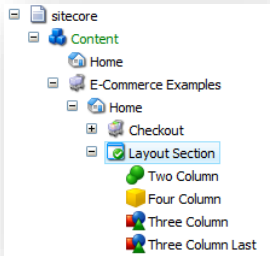 sitecore
Content
Home
E-Commerce Examples
Home
Checkout
Layout Section
Two Column
Four Column
Three Column
Three Column Last